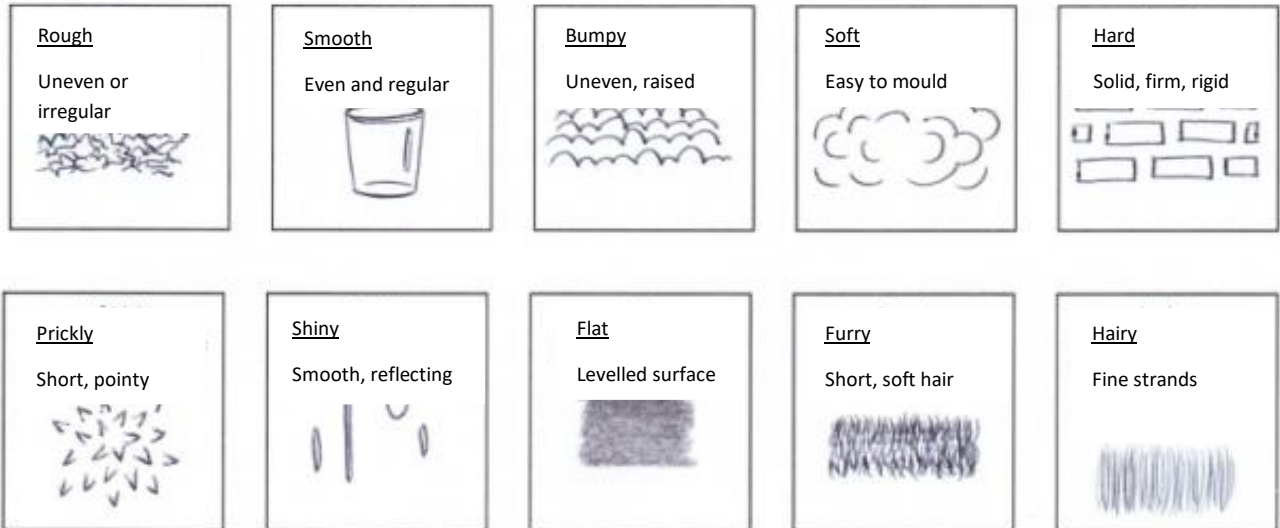 Rough
Uneven or
irregular
Smooth
Even and regular
Bumpy
Uneven, raised
Soft
Easy to mould
Hard
Solid, firm, rigid
Prickly
Short, pointy
Shiny
Smooth, reflecting
Flat
Levelled surface
Furry
Short, soft hair
Hairy
Fine strands